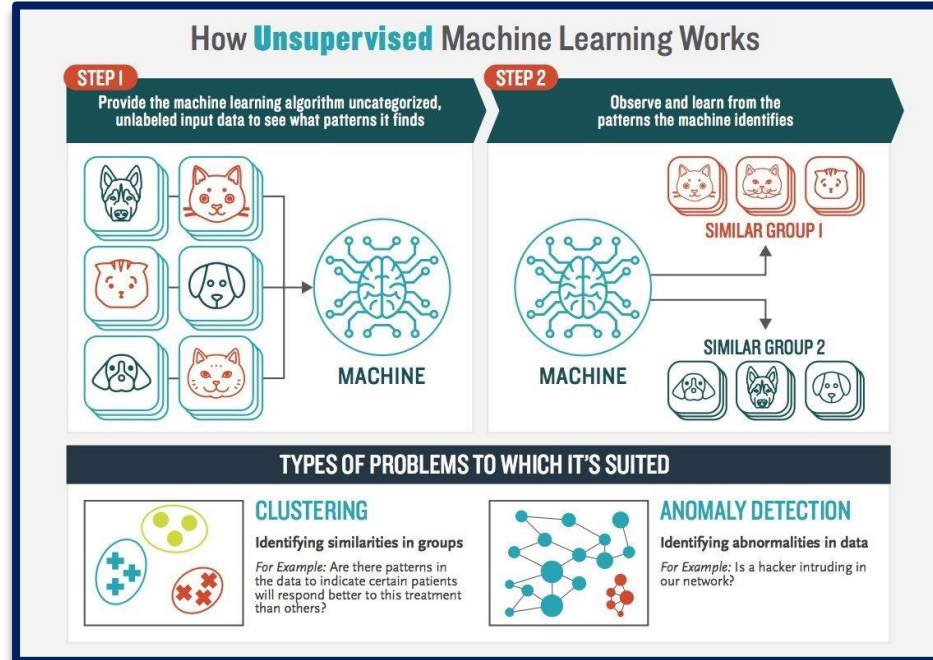 How Unsupervised Machine Learning Works
STEP 1
Provide the machine learning algorithm uncategorized,
unlabeled input data to see what patterns it finds
MACHINE
STEP 2
Observe and learn from the
patterns the machine identifies
SIMILAR GROUP 1
MACHINE
SIMILAR GROUP 2
TYPES OF PROBLEMS TO WHICH IT'S SUITED
CLUSTERING
Identifying similarities in groups
For Example: Are there patterns in
the data to indicate certain patients
will respond better to this treatment
than others?
ANOMALY DETECTION
Identifying abnormalities in data
For Example: Is a hacker intruding in
our network?